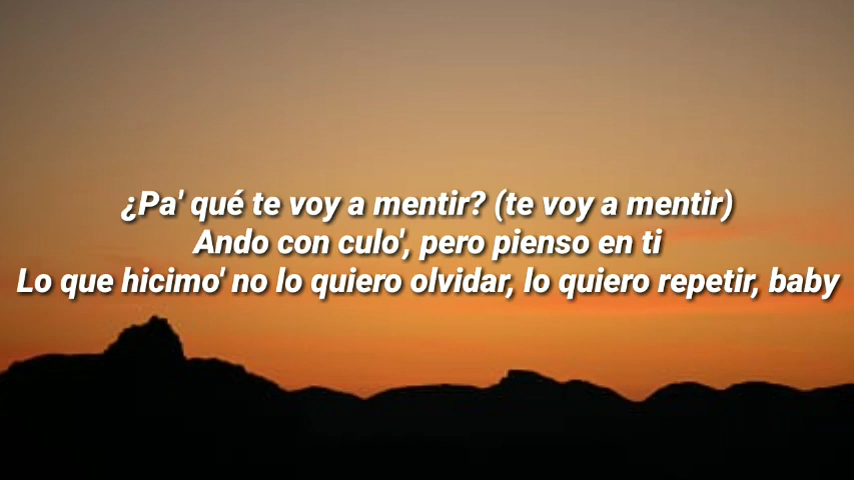 ¿Pa' qué te voy a mentir? (te voy a mentir)
Ando con culo', pero pienso en ti
Lo que hicimo' no lo quiero olvidar, lo quiero repetir, baby